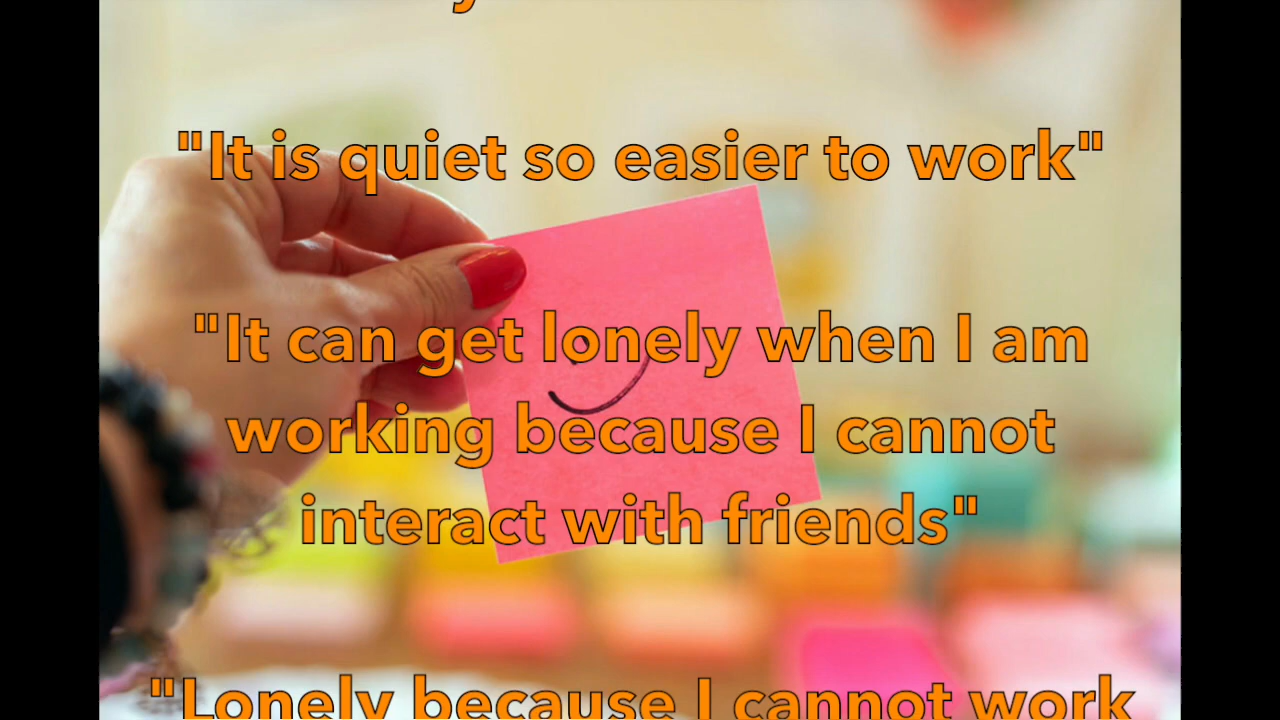 "It is quiet so easier to work"
"It can get lonely when I am
working because I cannot
interact with friends"
"Lonely because I cannot work